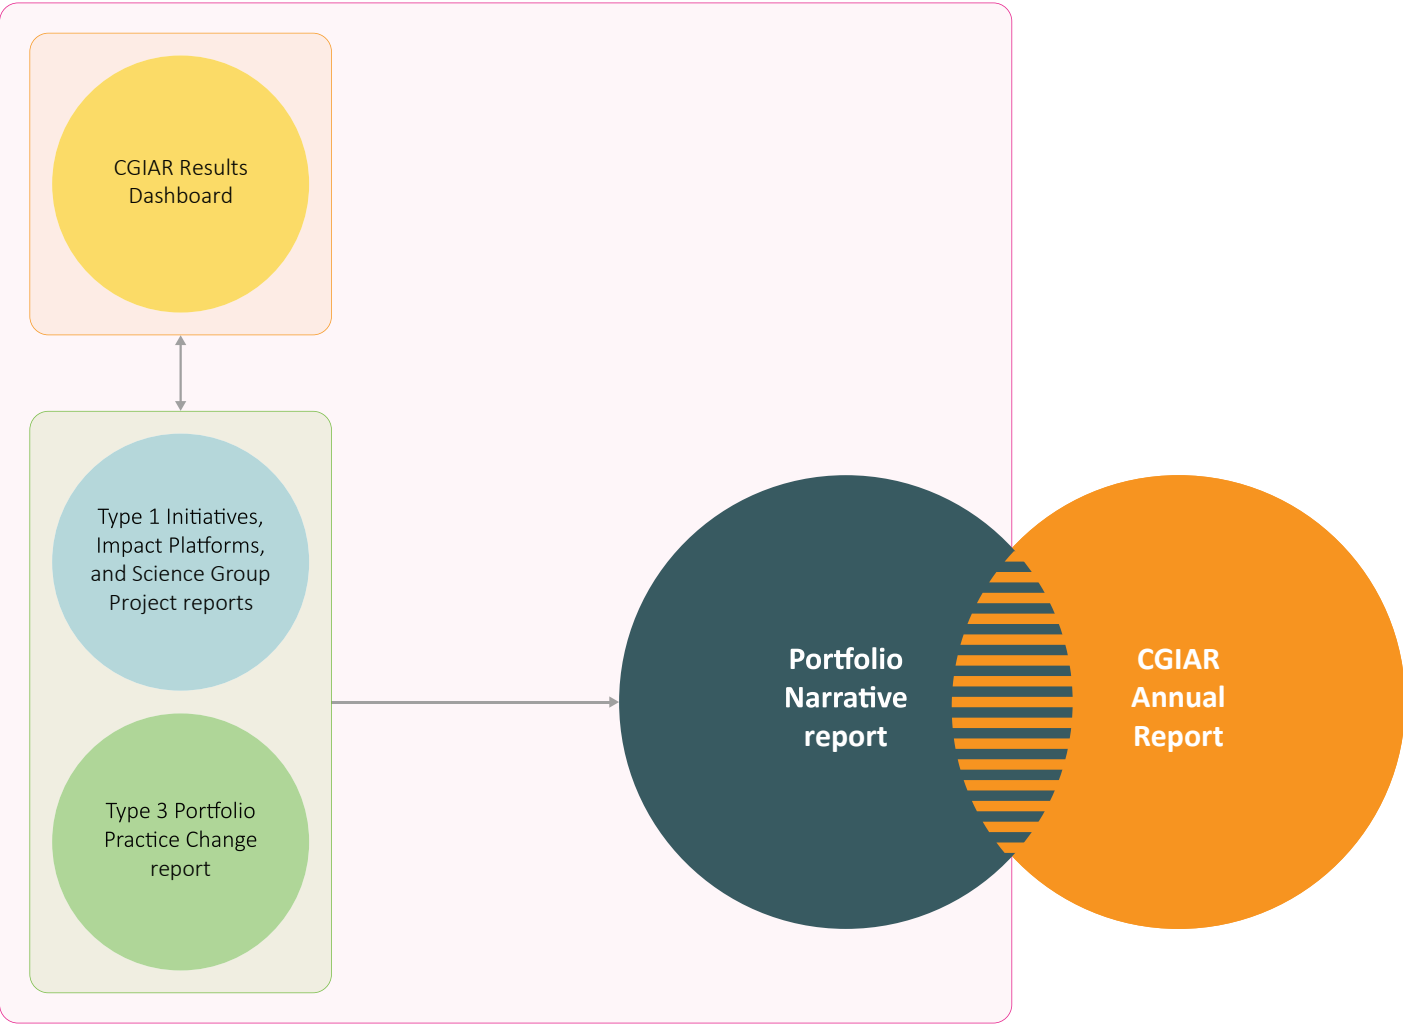 CGIAR Results
Dashboard
Type 1 Initiatives,
Impact Platforms,
and Science Group
Project reports
Type 3 Portfolio
Practice Change
report
Portfolio
Narrative
report
CGIAR
Annual
Report